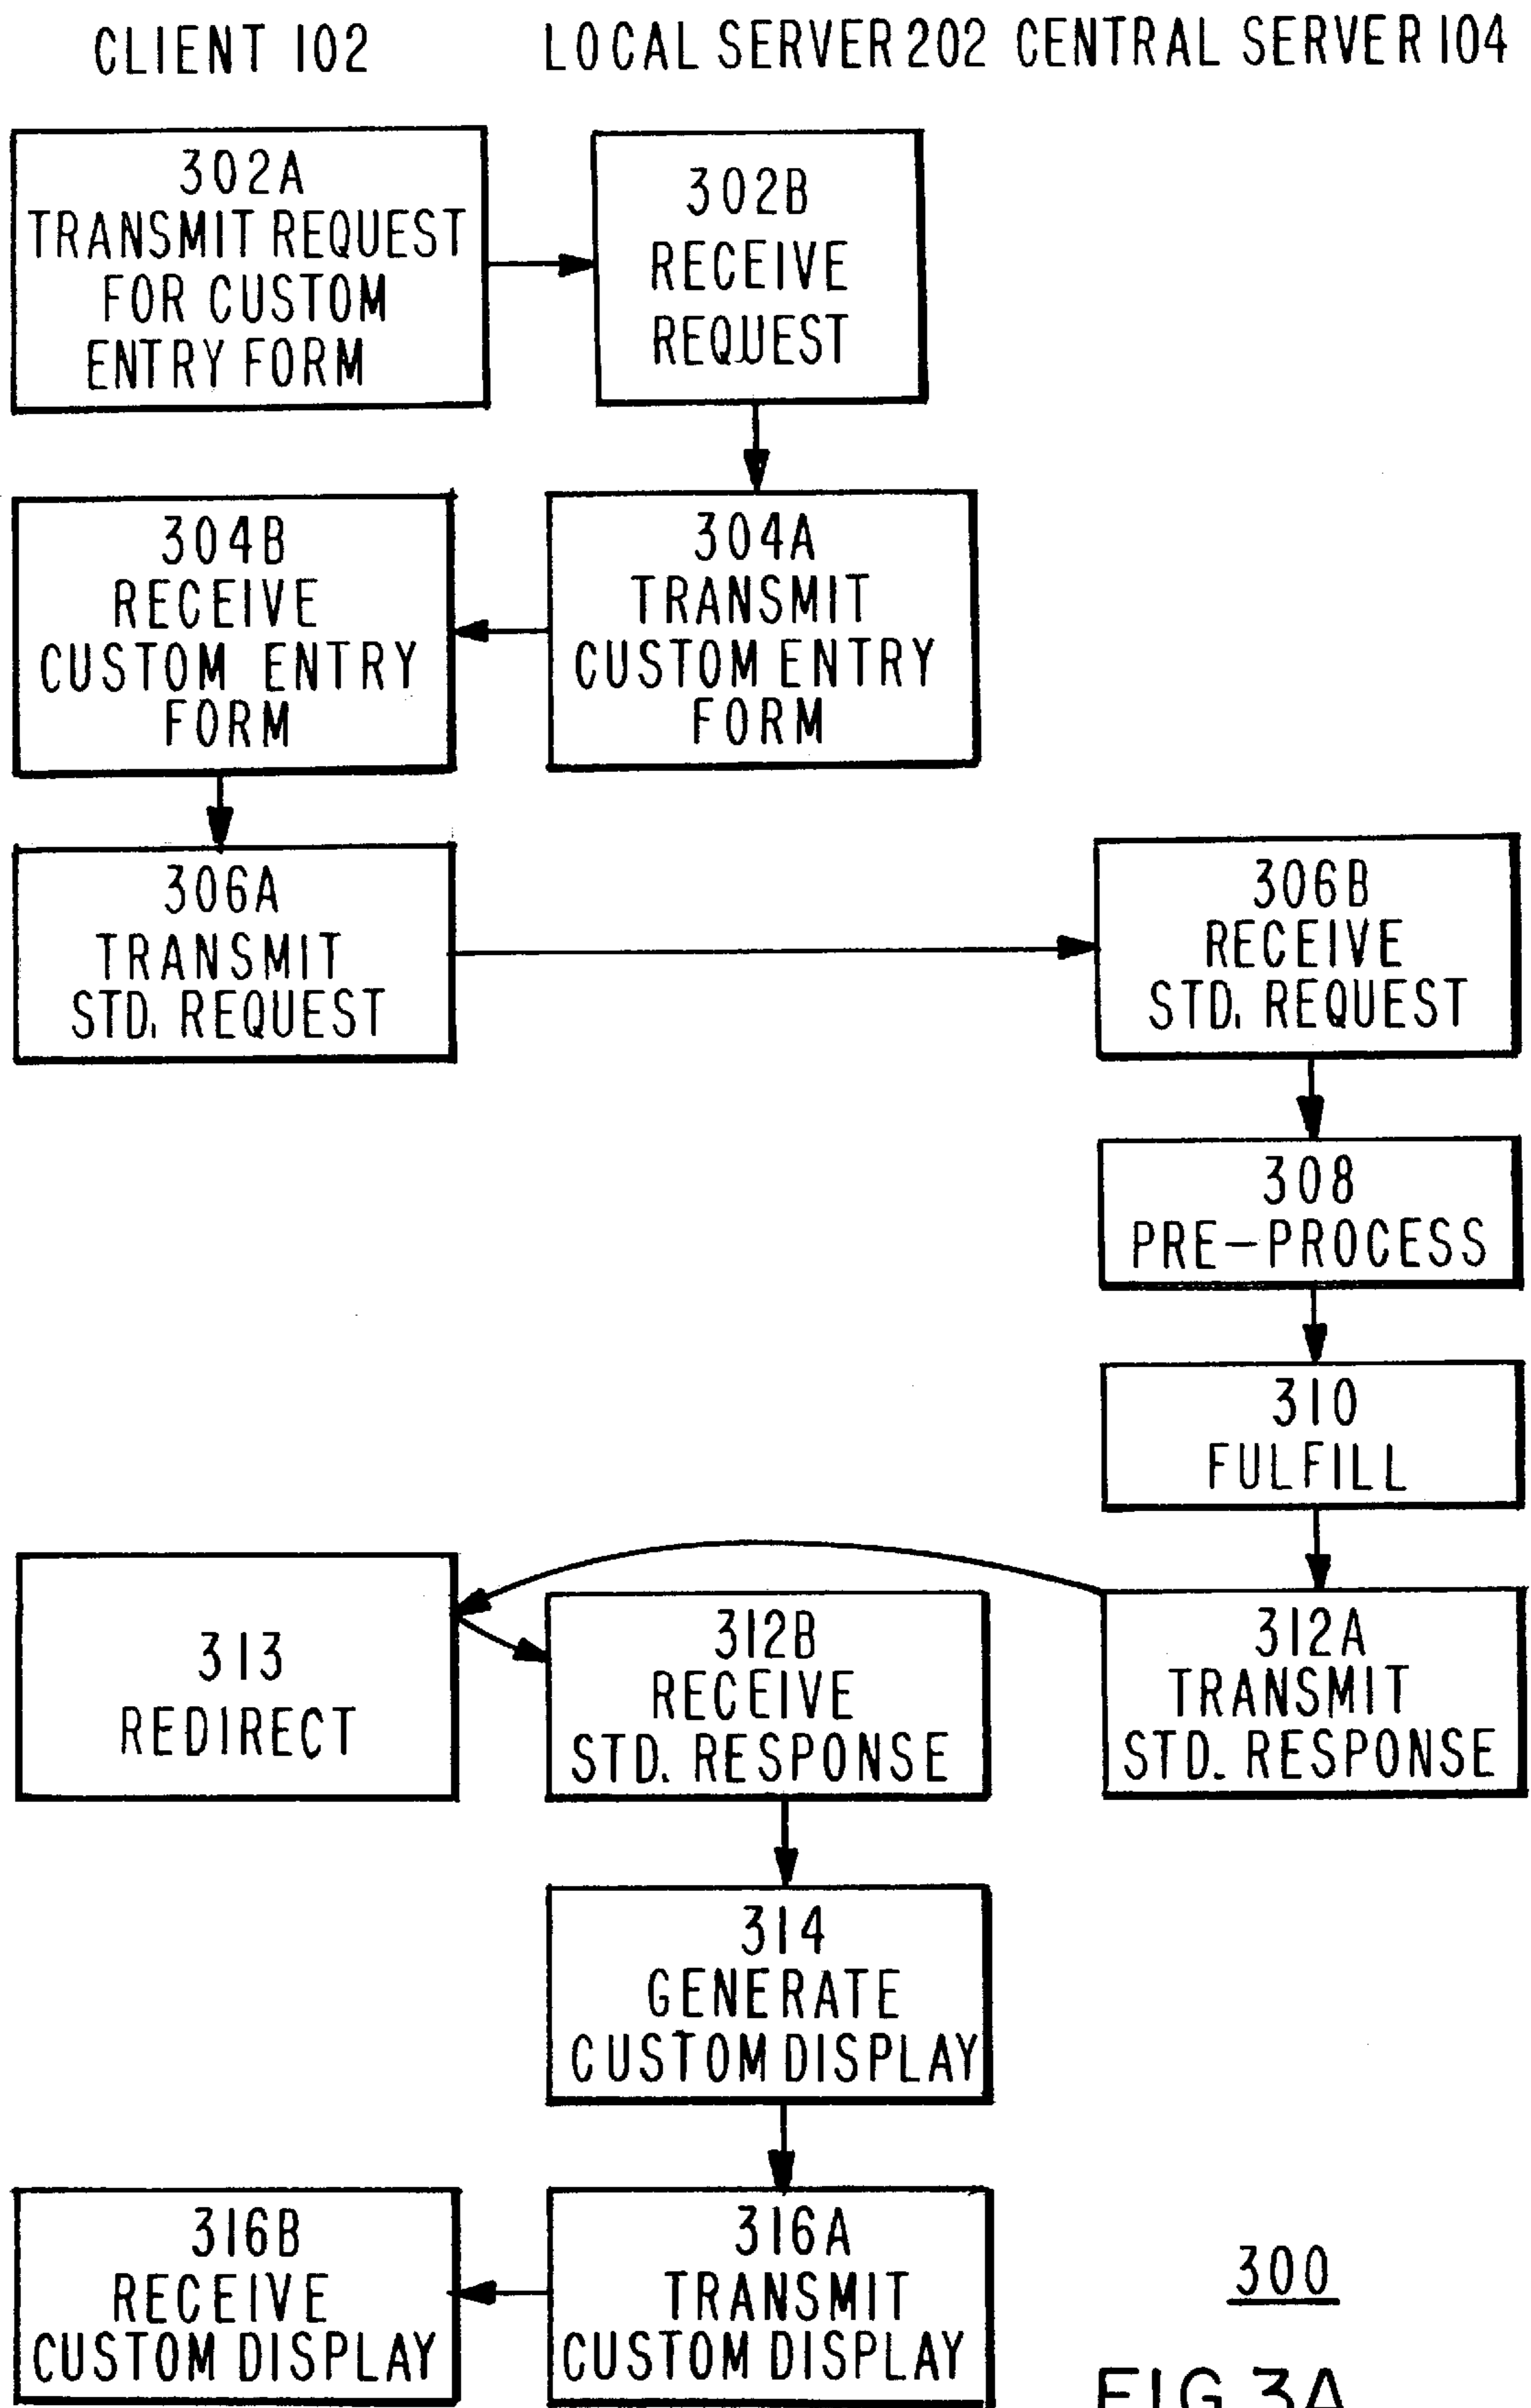 CLIENT 102 LOCAL SERVER 202 CENTRAL SERVER 104
302A
TRANSMIT REQUEST
FOR CUSTOM
ENTRY FORM
302B
RECEIVE
REQUEST
304B
RECEIVE
CUSTOM ENTRY
FORM
304A
TRANSMIT
CUSTOM ENTRY
FORM
306A
TRANSMIT
STD. REQUEST
306B
RECEIVE
STD. REQUEST
308
PRE-PROCESS
310
FULFILL
313
REDIRECT
312B
RECEIVE
STD. RESPONSE
312A
TRANSMIT
STD. RESPONSE
314
GENERATE
CUSTOM DISPLAY
316B
RECEIVE
CUSTOM DISPLAY
316A
TRANSMIT
CUSTOM DISPLAY
300
FIG. 3A